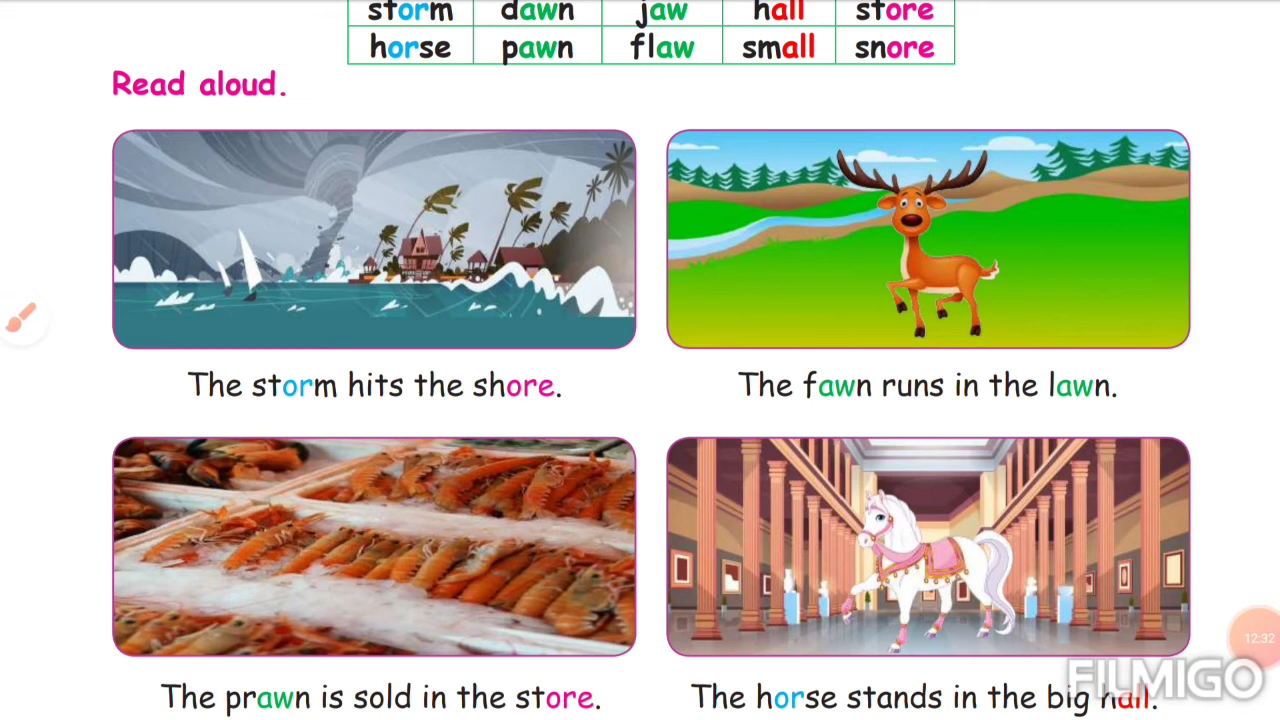 storm dawn jaw hall store
horse pawn flaw small snore
Read aloud.
The storm hits the shore.
The fawn runs in the lawn.
The prawn is sold in the store.
The horse stands in the big hall.
12:32
FILMIGO